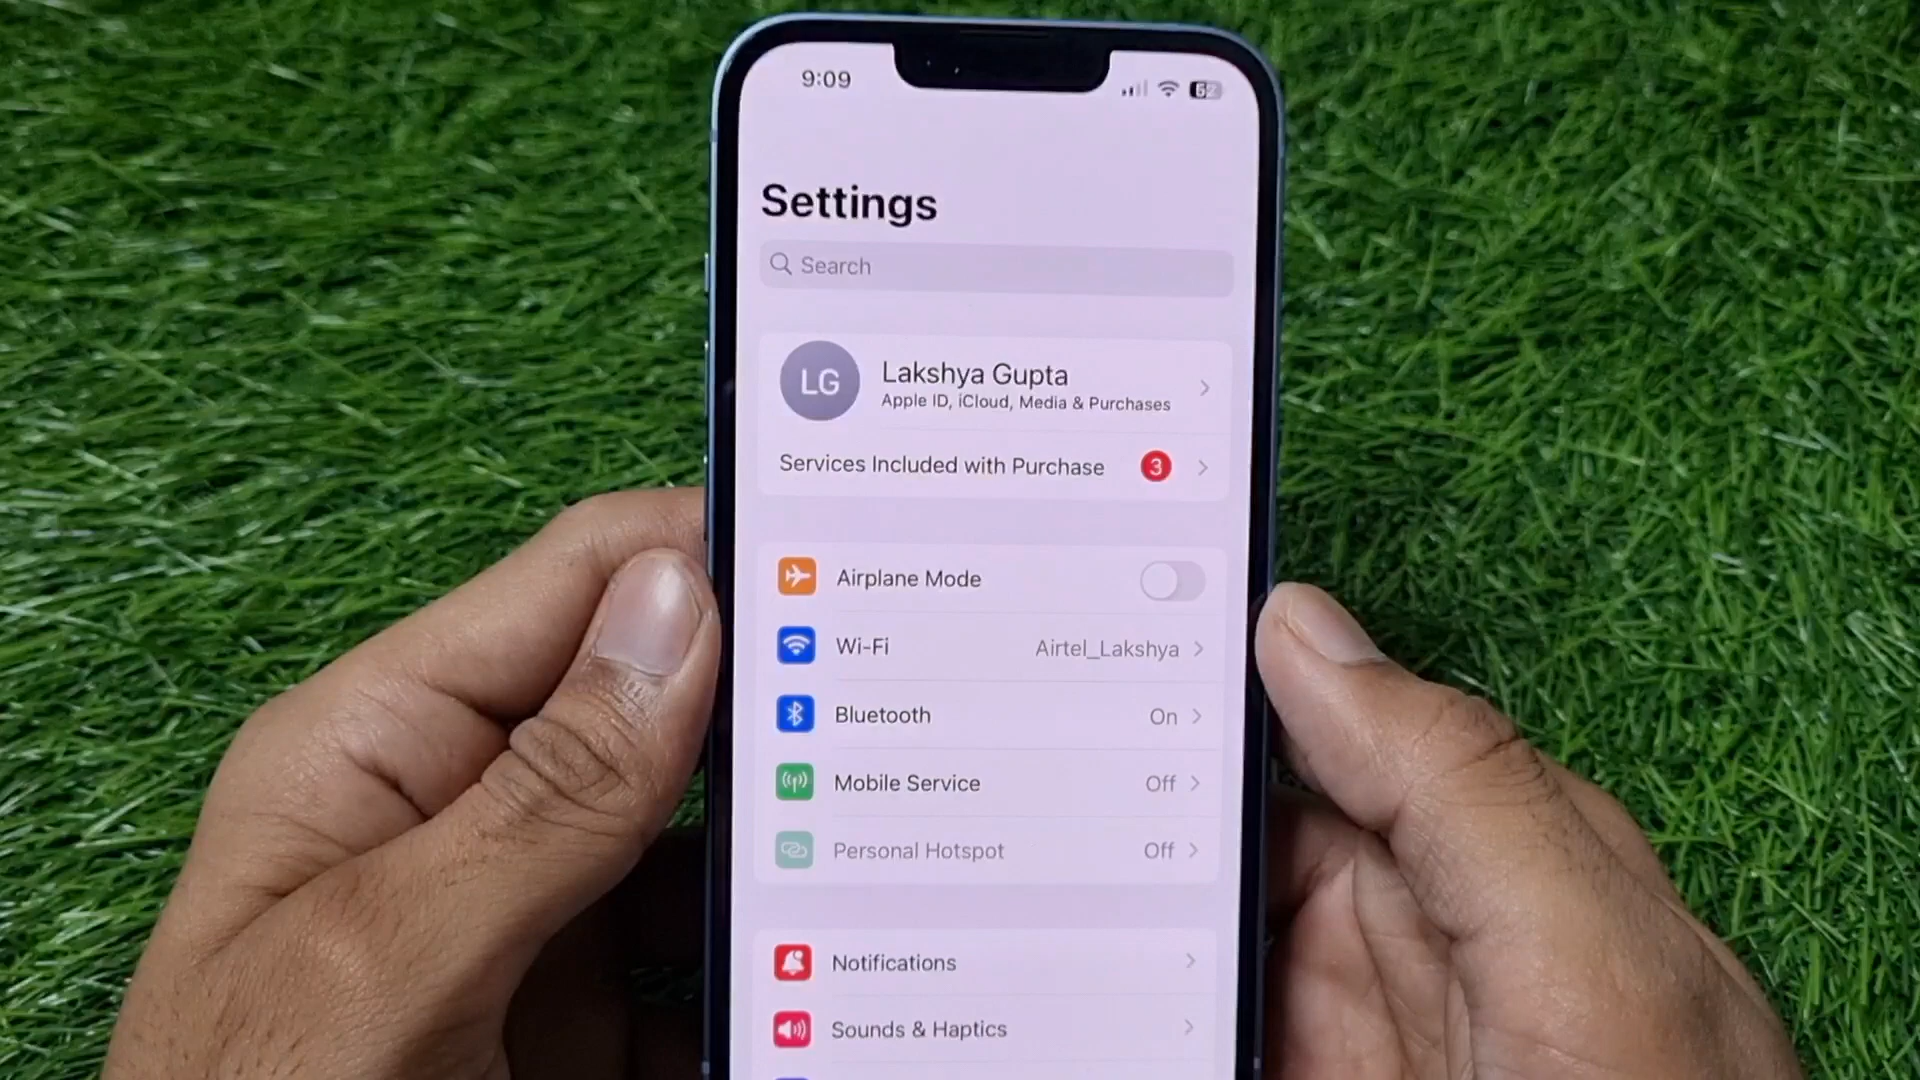 9:09
Settings
Search
LG
Lakshya Gupta
Apple ID, iCloud, Media & Purchases
Services Included with Purchase 3
Airplane Mode
Wi-Fi Airtel_Lakshya
Bluetooth On
Mobile Service Off
Personal Hotspot Off
Notifications
Sounds & Haptics